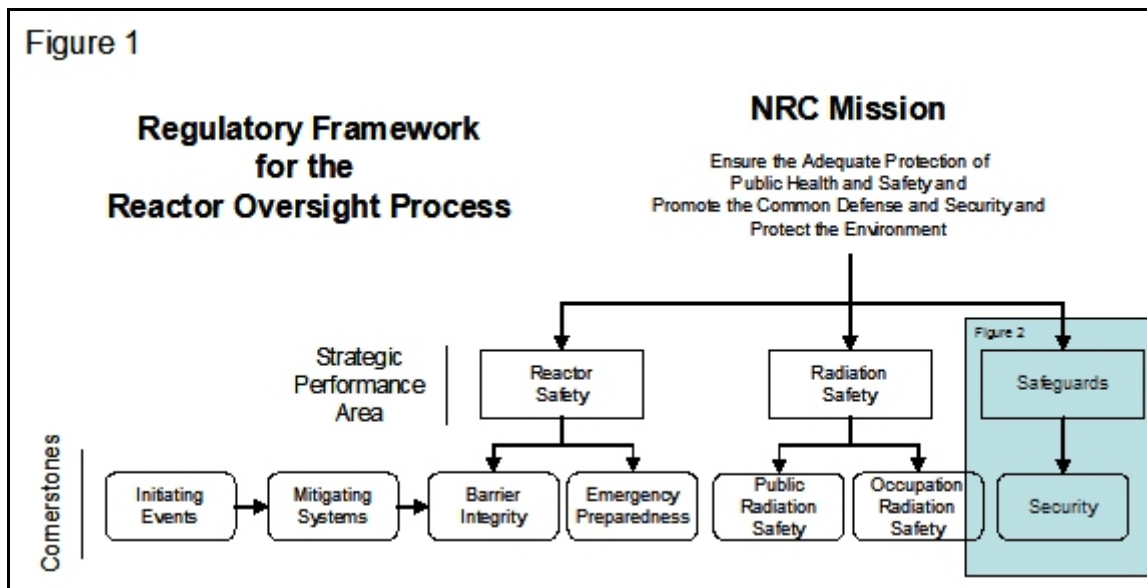 Figure 1
Regulatory Framework
for the
Reactor Oversight Process
NRC Mission
Ensure the Adequate Protection of
Public Health and Safety and
Promote the Common Defense and Security and
Protect the Environment
Figure 2
Strategic
Performance
Area
Reactor
Safety
Radiation
Safety
Safeguards
Cornerstones
Initiating
Events
Mitigating
Systems
Barrier
Integrity
Emergency
Preparedness
Public
Radiation
Safety
Occupation
Radiation
Safety
Security